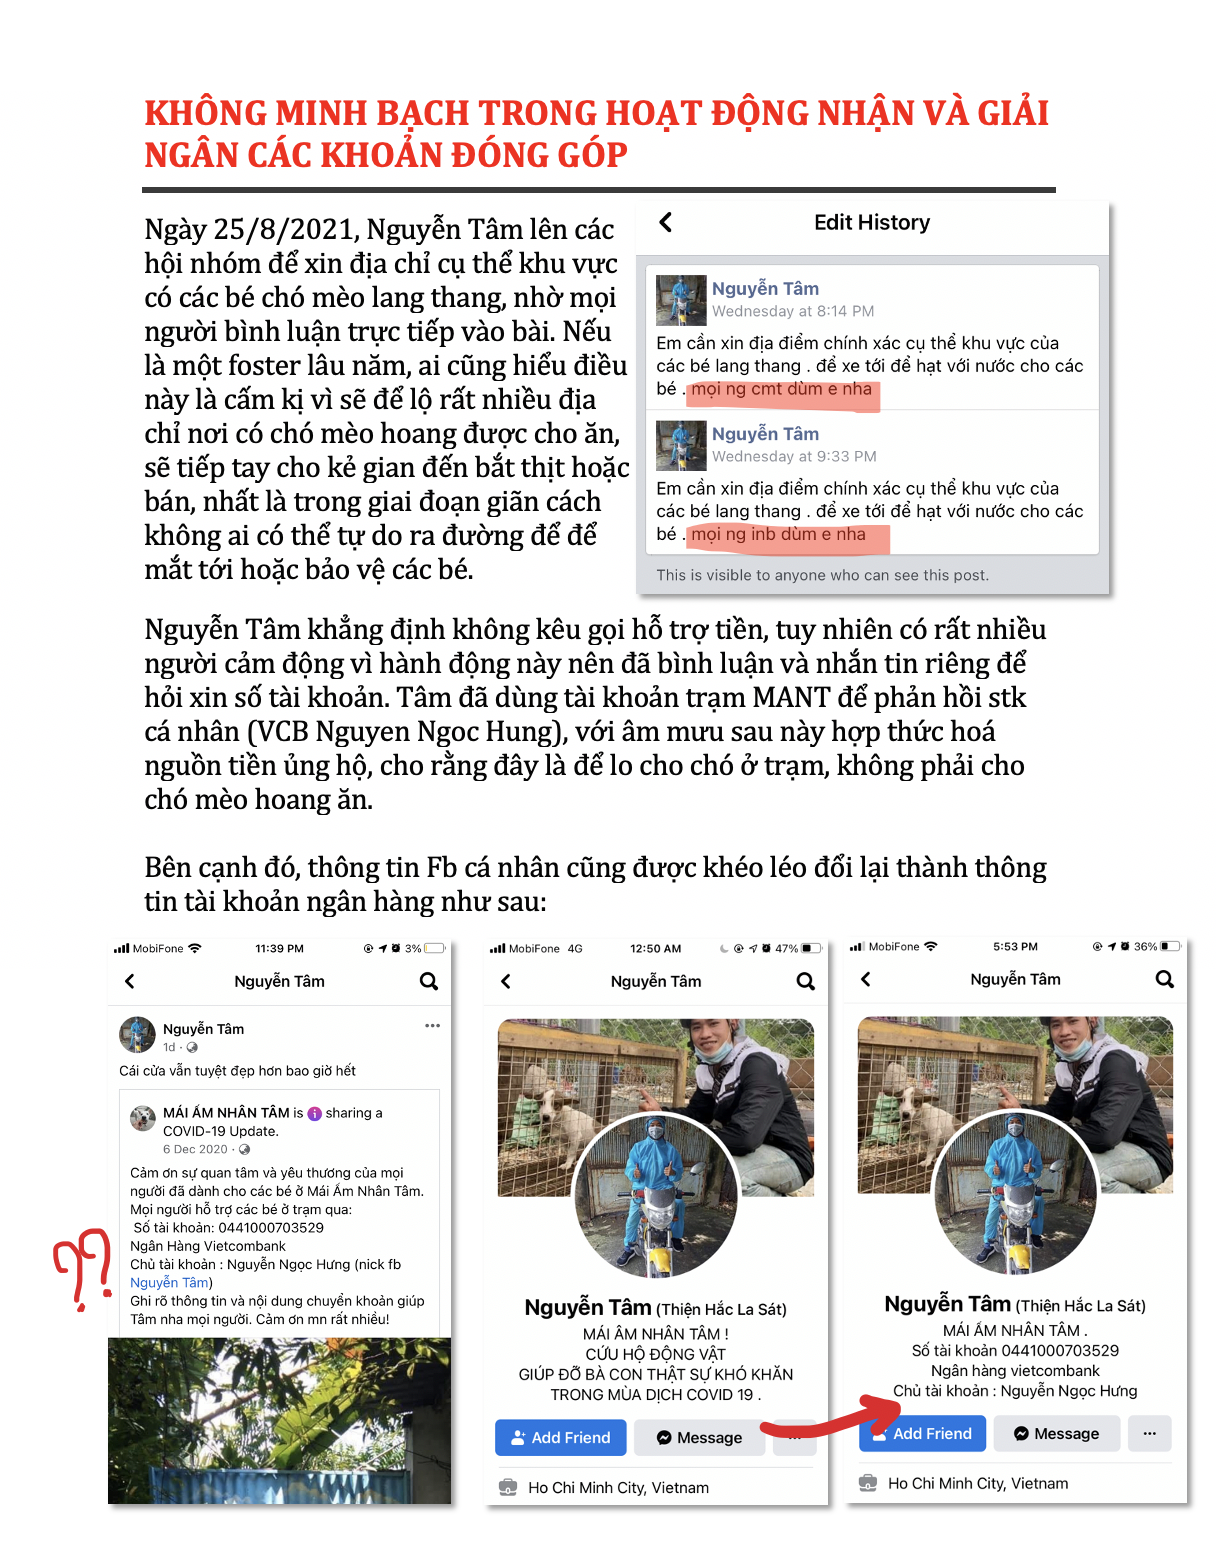 KHÔNG MINH BẠCH TRONG HOẠT ĐỘNG NHẬN VÀ GIẢI
NGÂN CÁC KHOẢN ĐÓNG GÓP
Ngày 25/8/2021, Nguyễn Tâm lên các
hội nhóm để xin địa chỉ cụ thể khu vực
có các bé chó mèo lang thang, nhờ mọi
người bình luận trực tiếp vào bài. Nếu
là một foster lâu năm, ai cũng hiểu điều
này là cấm kị vì sẽ để lộ rất nhiều địa
chỉ nơi có chó mèo hoang được cho ăn,
sẽ tiếp tay cho kẻ gian đến bắt thịt hoặc
bán, nhất là trong giai đoạn giãn cách
không ai có thể tự do ra đường để để
mắt tới hoặc bảo vệ các bé.
Edit History
Nguyễn Tâm
Wednesday at 8:14 PM
Em cần xin địa điểm chính xác cụ thể khu vực của
các bé lang thang . để xe tới để hạt với nước cho các
bé . mọi ng cmt dùm e nha
Nguyễn Tâm
Wednesday at 9:33 PM
Em cần xin địa điểm chính xác cụ thể khu vực của
các bé lang thang . để xe tới để hạt với nước cho các
bé . mọi ng inb dùm e nha
This is visible to anyone who can see this post.
Nguyễn Tâm khẳng định không kêu gọi hỗ trợ tiền, tuy nhiên có rất nhiều
người cảm động vì hành động này nên đã bình luận và nhắn tin riêng để
hỏi xin số tài khoản. Tâm đã dùng tài khoản trạm MANT để phản hồi stk
cá nhân (VCB Nguyen Ngoc Hung), với âm mưu sau này hợp thức hoá
nguồn tiền ủng hộ, cho rằng đây là để lo cho chó ở trạm, không phải cho
chó mèo hoang ăn.
Bên cạnh đó, thông tin Fb cá nhân cũng được khéo léo đổi lại thành thông
tin tài khoản ngân hàng như sau:
MobiFone 11:39 PM 3%
Nguyễn Tâm
Nguyễn Tâm
1d
Cái cửa vẫn tuyệt đẹp hơn bao giờ hết
MÁI ẤM NHÂN TÂM is sharing a
COVID-19 Update.
6 Dec 2020
Cảm ơn sự quan tâm và yêu thương của mọi
người đã dành cho các bé ở Mái Ấm Nhân Tâm.
Mọi người hỗ trợ các bé ở trạm qua:
Số tài khoản: 0441000703529
Ngân Hàng Vietcombank
Chủ tài khoản : Nguyễn Ngọc Hưng (nick fb
Nguyễn Tâm)
Ghi rõ thông tin và nội dung chuyển khoản giúp
Tâm nha mọi người. Cảm ơn mn rất nhiều!
??
MobiFone 4G 12:50 AM 47%
Nguyễn Tâm
Nguyễn Tâm (Thiện Hắc La Sát)
MÁI ÂM NHÂN TÂM !
CỨU HỘ ĐỘNG VẬT
GIÚP ĐỠ BÀ CON THẬT SỰ KHÓ KHĂN
TRONG MÙA DỊCH COVID 19 .
Add Friend
Message
...
Ho Chi Minh City, Vietnam
MobiFone 5:53 PM 36%
Nguyễn Tâm
Nguyễn Tâm (Thiện Hắc La Sát)
MÁI ẤM NHÂN TÂM .
Số tài khoản 0441000703529
Ngân hàng vietcombank
Chủ tài khoản : Nguyễn Ngọc Hưng
Add Friend
Message
...
Ho Chi Minh City, Vietnam